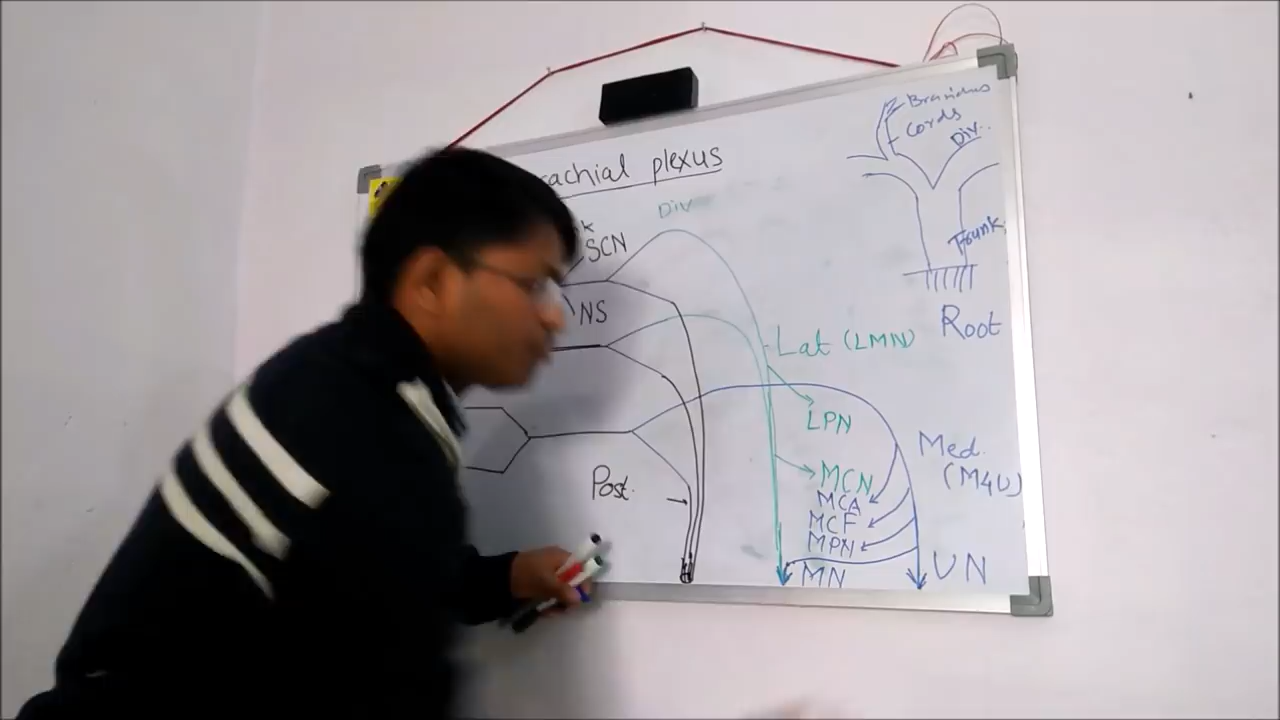 achial plexus
Div
k
SCN
NS
Lat (LMN)
LPN
Post.
MCN
MCA
MCF
MPN
MN
Med.
(M4U)
UN
Branches
Cords
Div..
Trunk
Root